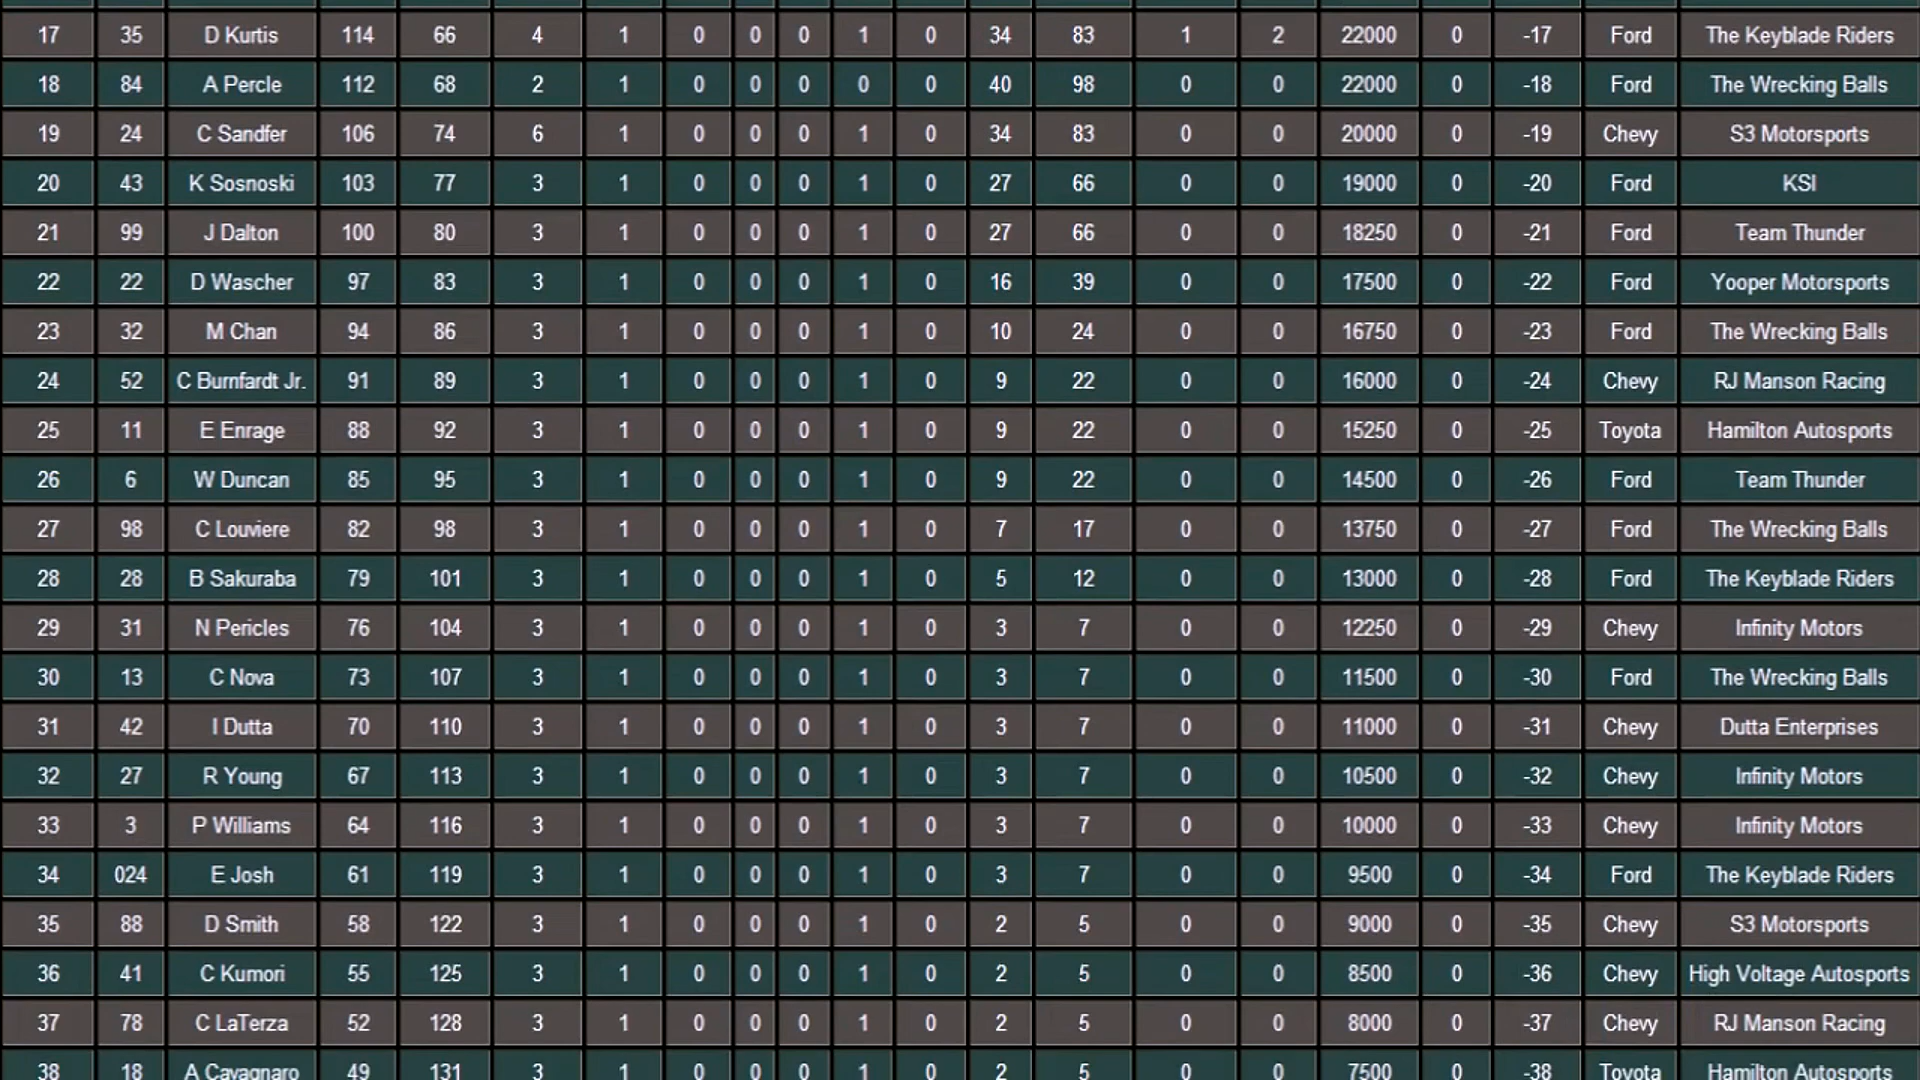 17 35 D Kurtis 114 66 4 1 0 0 0 1 0 34 83 1 2 22000 0 -17 Ford The Keyblade Riders
18 84 A Percle 112 68 2 1 0 0 0 0 0 40 98 0 0 22000 0 -18 Ford The Wrecking Balls
19 24 C Sandfer 106 74 6 1 0 0 0 1 0 34 83 0 0 20000 0 -19 Chevy S3 Motorsports
20 43 K Sosnoski 103 77 3 1 0 0 0 1 0 27 66 0 0 19000 0 -20 Ford KSI
21 99 J Dalton 100 80 3 1 0 0 0 1 0 27 66 0 0 18250 0 -21 Ford Team Thunder
22 22 D Wascher 97 83 3 1 0 0 0 1 0 16 39 0 0 17500 0 -22 Ford Yooper Motorsports
23 32 M Chan 94 86 3 1 0 0 0 1 0 10 24 0 0 16750 0 -23 Ford The Wrecking Balls
24 52 C Burnfardt Jr. 91 89 3 1 0 0 0 1 0 9 22 0 0 16000 0 -24 Chevy RJ Manson Racing
25 11 E Enrage 88 92 3 1 0 0 0 1 0 9 22 0 0 15250 0 -25 Toyota Hamilton Autosports
26 6 W Duncan 85 95 3 1 0 0 0 1 0 9 22 0 0 14500 0 -26 Ford Team Thunder
27 98 C Louviere 82 98 3 1 0 0 0 1 0 7 17 0 0 13750 0 -27 Ford The Wrecking Balls
28 28 B Sakuraba 79 101 3 1 0 0 0 1 0 5 12 0 0 13000 0 -28 Ford The Keyblade Riders
29 31 N Pericles 76 104 3 1 0 0 0 1 0 3 7 0 0 12250 0 -29 Chevy Infinity Motors
30 13 C Nova 73 107 3 1 0 0 0 1 0 3 7 0 0 11500 0 -30 Ford The Wrecking Balls
31 42 I Dutta 70 110 3 1 0 0 0 1 0 3 7 0 0 11000 0 -31 Chevy Dutta Enterprises
32 27 R Young 67 113 3 1 0 0 0 1 0 3 7 0 0 10500 0 -32 Chevy Infinity Motors
33 3 P Williams 64 116 3 1 0 0 0 1 0 3 7 0 0 10000 0 -33 Chevy Infinity Motors
34 024 E Josh 61 119 3 1 0 0 0 1 0 3 7 0 0 9500 0 -34 Ford The Keyblade Riders
35 88 D Smith 58 122 3 1 0 0 0 1 0 2 5 0 0 9000 0 -35 Chevy S3 Motorsports
36 41 C Kumori 55 125 3 1 0 0 0 1 0 2 5 0 0 8500 0 -36 Chevy High Voltage Autosports
37 78 C LaTerza 52 128 3 1 0 0 0 1 0 2 5 0 0 8000 0 -37 Chevy RJ Manson Racing
38 18 A Cavagnaro 49 131 3 1 0 0 0 1 0 2 5 0 0 7500 0 -38 Toyota Hamilton Autosports